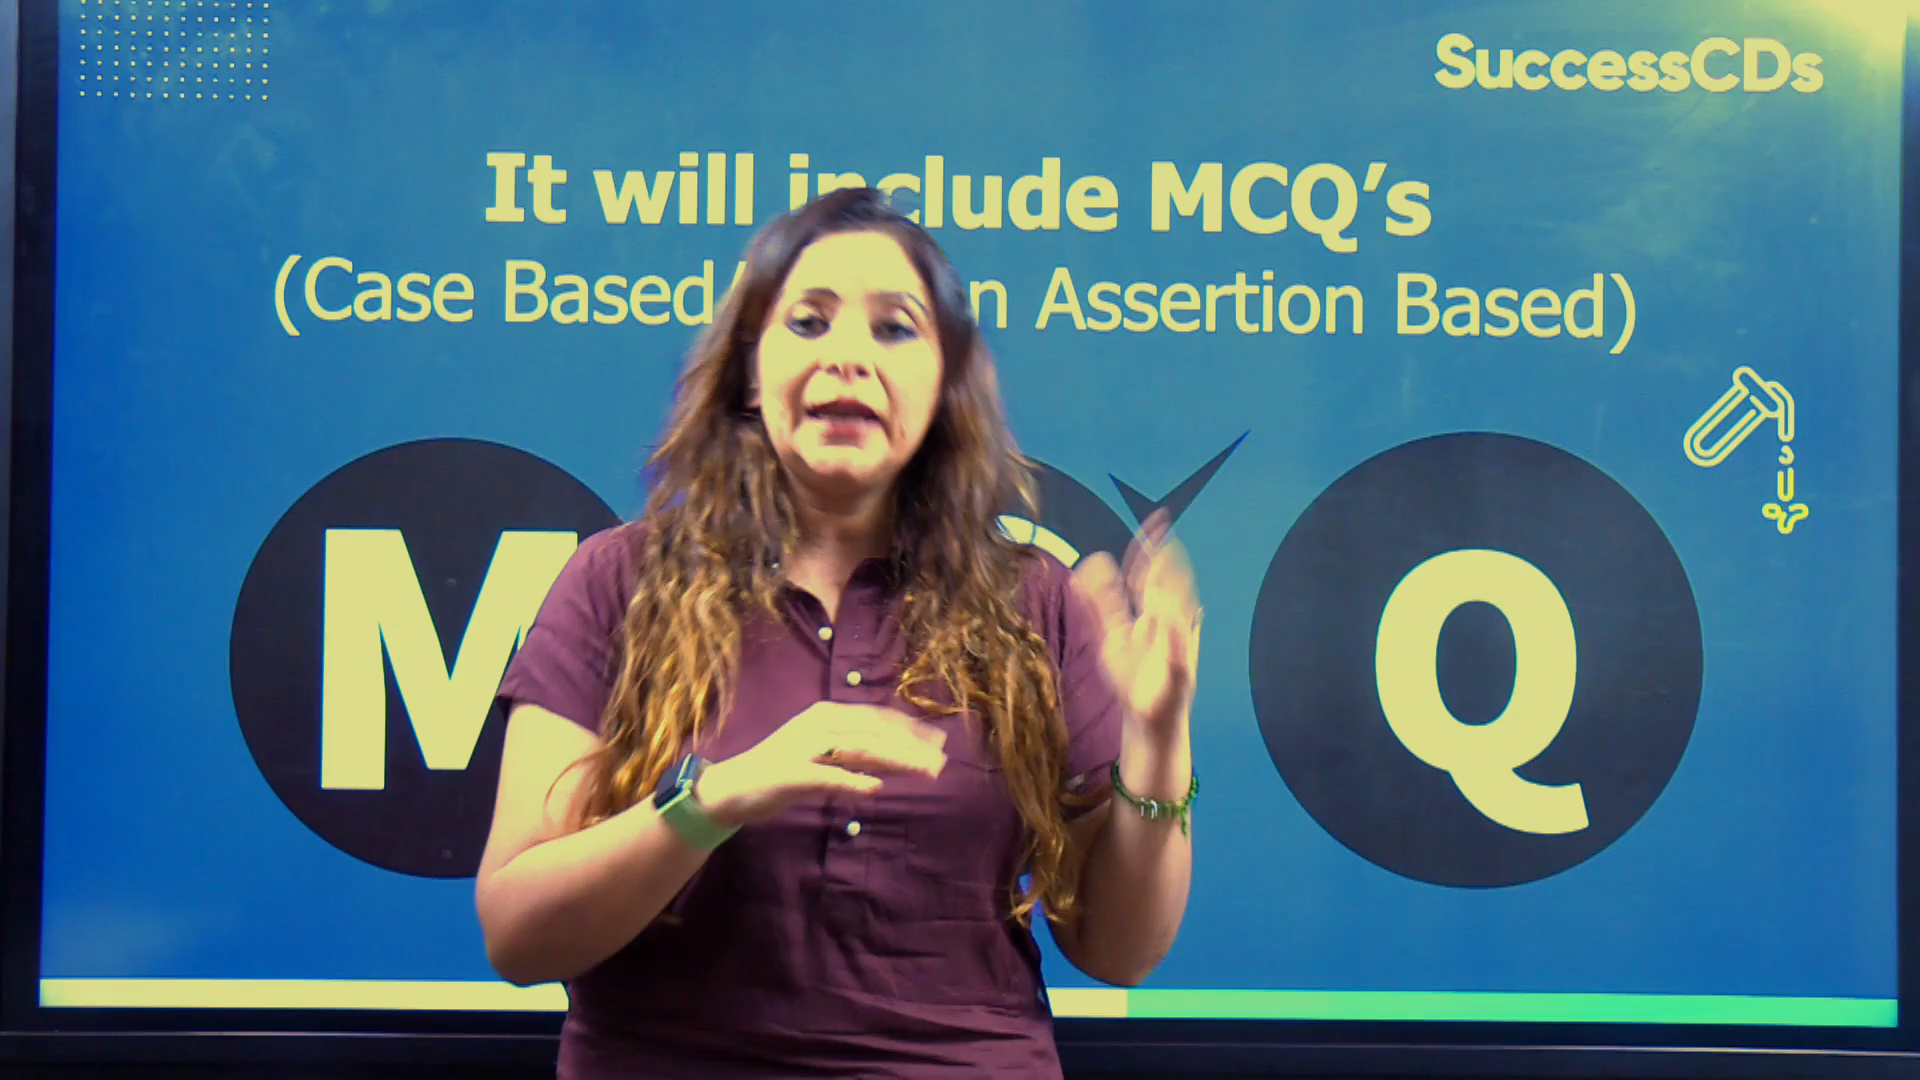 SuccessCDs
It will include MCQ's
(Case Based Assertion Based)
M Q